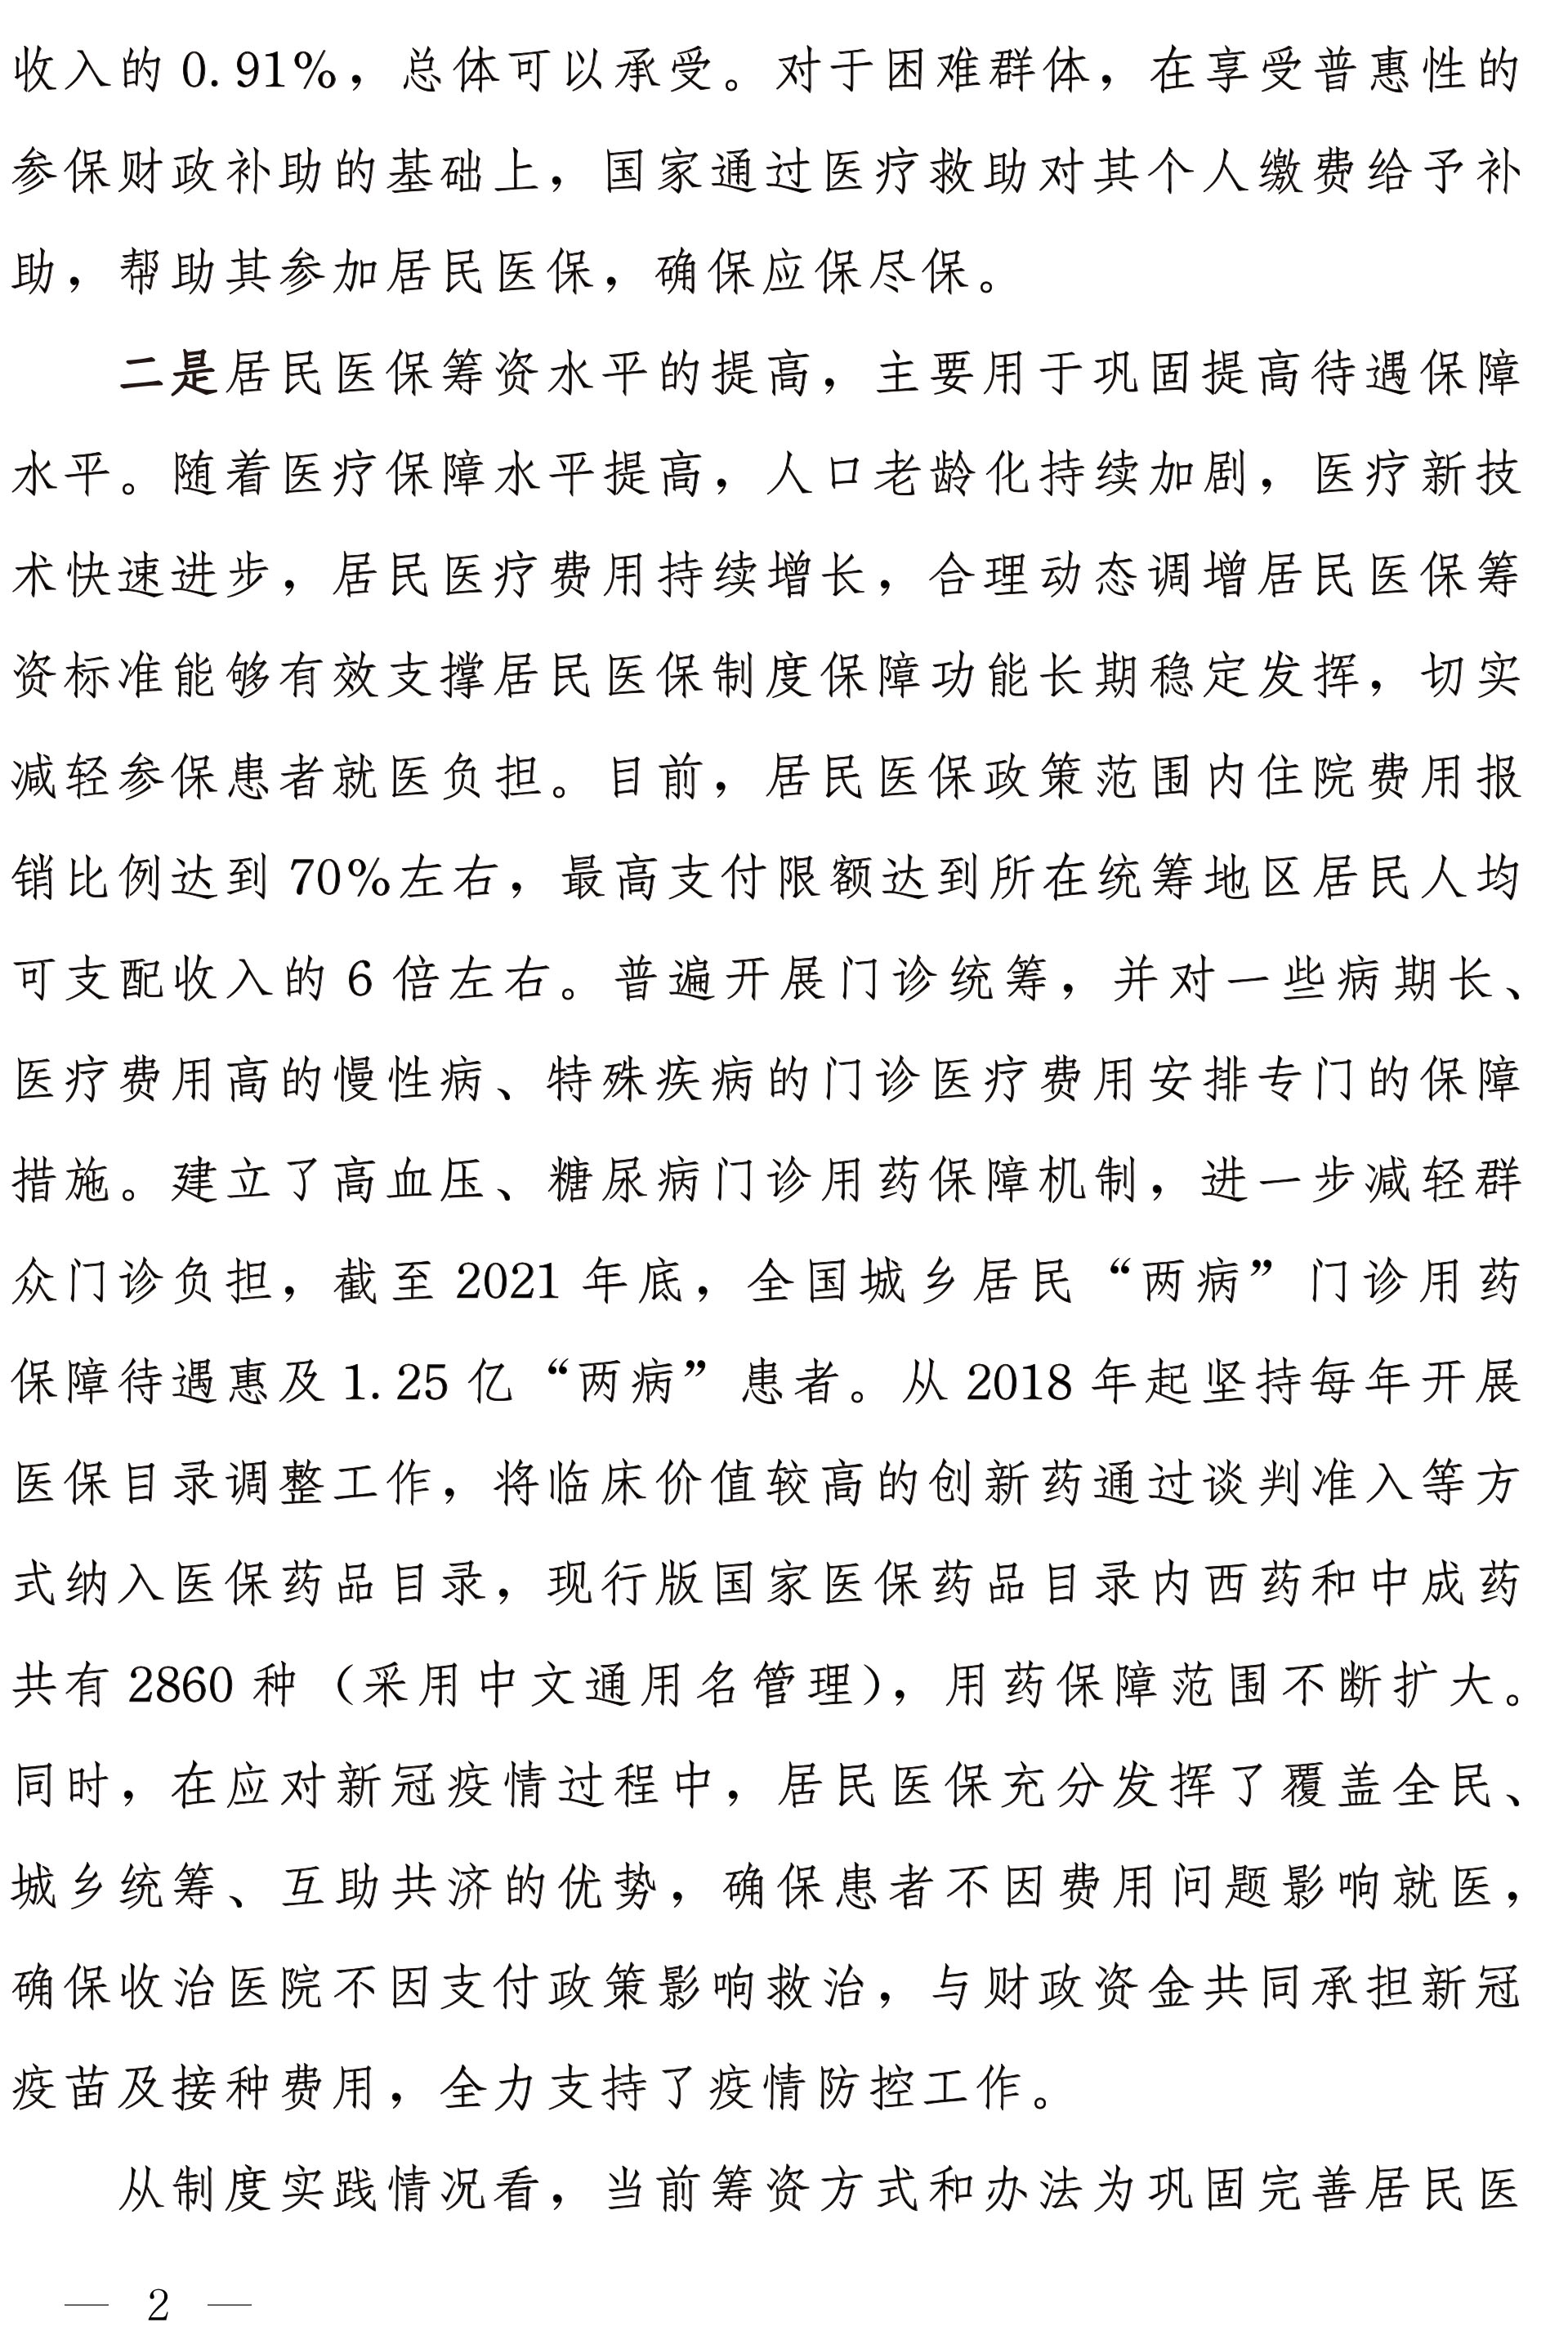 收入的 0.91%，总体可以承受。对于困难群体，在享受普惠性的
参保财政补助的基础上，国家通过医疗救助对其个人缴费给予补
助，帮助其参加居民医保，确保应保尽保。
二是居民医保筹资水平的提高，主要用于巩固提高待遇保障
水平。随着医疗保障水平提高，人口老龄化持续加剧，医疗新技
术快速进步，居民医疗费用持续增长，合理动态调增居民医保筹
资标准能够有效支撑居民医保制度保障功能长期稳定发挥，切实
减轻参保患者就医负担。目前，居民医保政策范围内住院费用报
销比例达到 70%左右，最高支付限额达到所在统筹地区居民人均
可支配收入的 6 倍左右。普遍开展门诊统筹，并对一些病期长、
医疗费用高的慢性病、特殊疾病的门诊医疗费用安排专门的保障
措施。建立了高血压、糖尿病门诊用药保障机制，进一步减轻群
众门诊负担，截至 2021 年底，全国城乡居民“两病”门诊用药
保障待遇惠及 1.25 亿“两病”患者。从 2018 年起坚持每年开展
医保目录调整工作，将临床价值较高的创新药通过谈判准入等方
式纳入医保药品目录，现行版国家医保药品目录内西药和中成药
共有 2860 种（采用中文通用名管理），用药保障范围不断扩大。
同时，在应对新冠疫情过程中，居民医保充分发挥了覆盖全民、
城乡统筹、互助共济的优势，确保患者不因费用问题影响就医，
确保收治医院不因支付政策影响救治，与财政资金共同承担新冠
疫苗及接种费用，全力支持了疫情防控工作。
从制度实践情况看，当前筹资方式和办法为巩固完善居民医
— 2 —